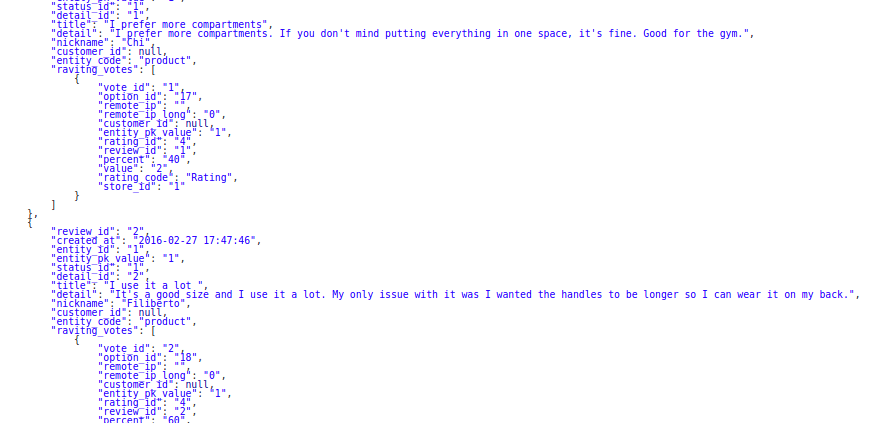 "status_id": "1",
"detail_id": "1",
"title": "I prefer more compartments",
"detail": "I prefer more compartments. If you don't mind putting everything in one space, it's fine. Good for the gym.",
"nickname": "Chi",
"customer_id": null,
"entity_code": "product",
"ravitng_votes": [
{
"vote_id": "1",
"option_id": "17",
"remote_ip": "",
"remote_ip_long": "0",
"customer_id": null,
"entity_pk_value": "1",
"rating_id": "4",
"review_id": "1",
"percent": "40",
"value": "2",
"rating_code": "Rating",
"store_id": "1"
}
]
},
{
"review_id": "2",
"created_at": "2016-02-27 17:47:46",
"entity_id": "1",
"entity_pk_value": "1",
"status_id": "1",
"detail_id": "2",
"title": "I use it a lot ",
"detail": "It's a good size and I use it a lot. My only issue with it was I wanted the handles to be longer so I can wear it on my back.",
"nickname": "Filiberto",
"customer_id": null,
"entity_code": "product",
"ravitng_votes": [
{
"vote_id": "2",
"option_id": "18",
"remote_ip": "",
"remote_ip_long": "0",
"customer_id": null,
"entity_pk_value": "1",
"rating_id": "4",
"review_id": "2",
"percent": "60",